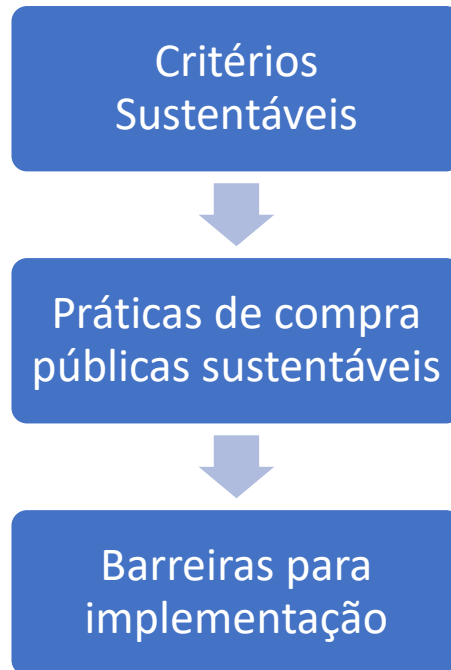 Critérios
Sustentáveis
Práticas de compra
públicas sustentáveis
Barreiras para
implementação